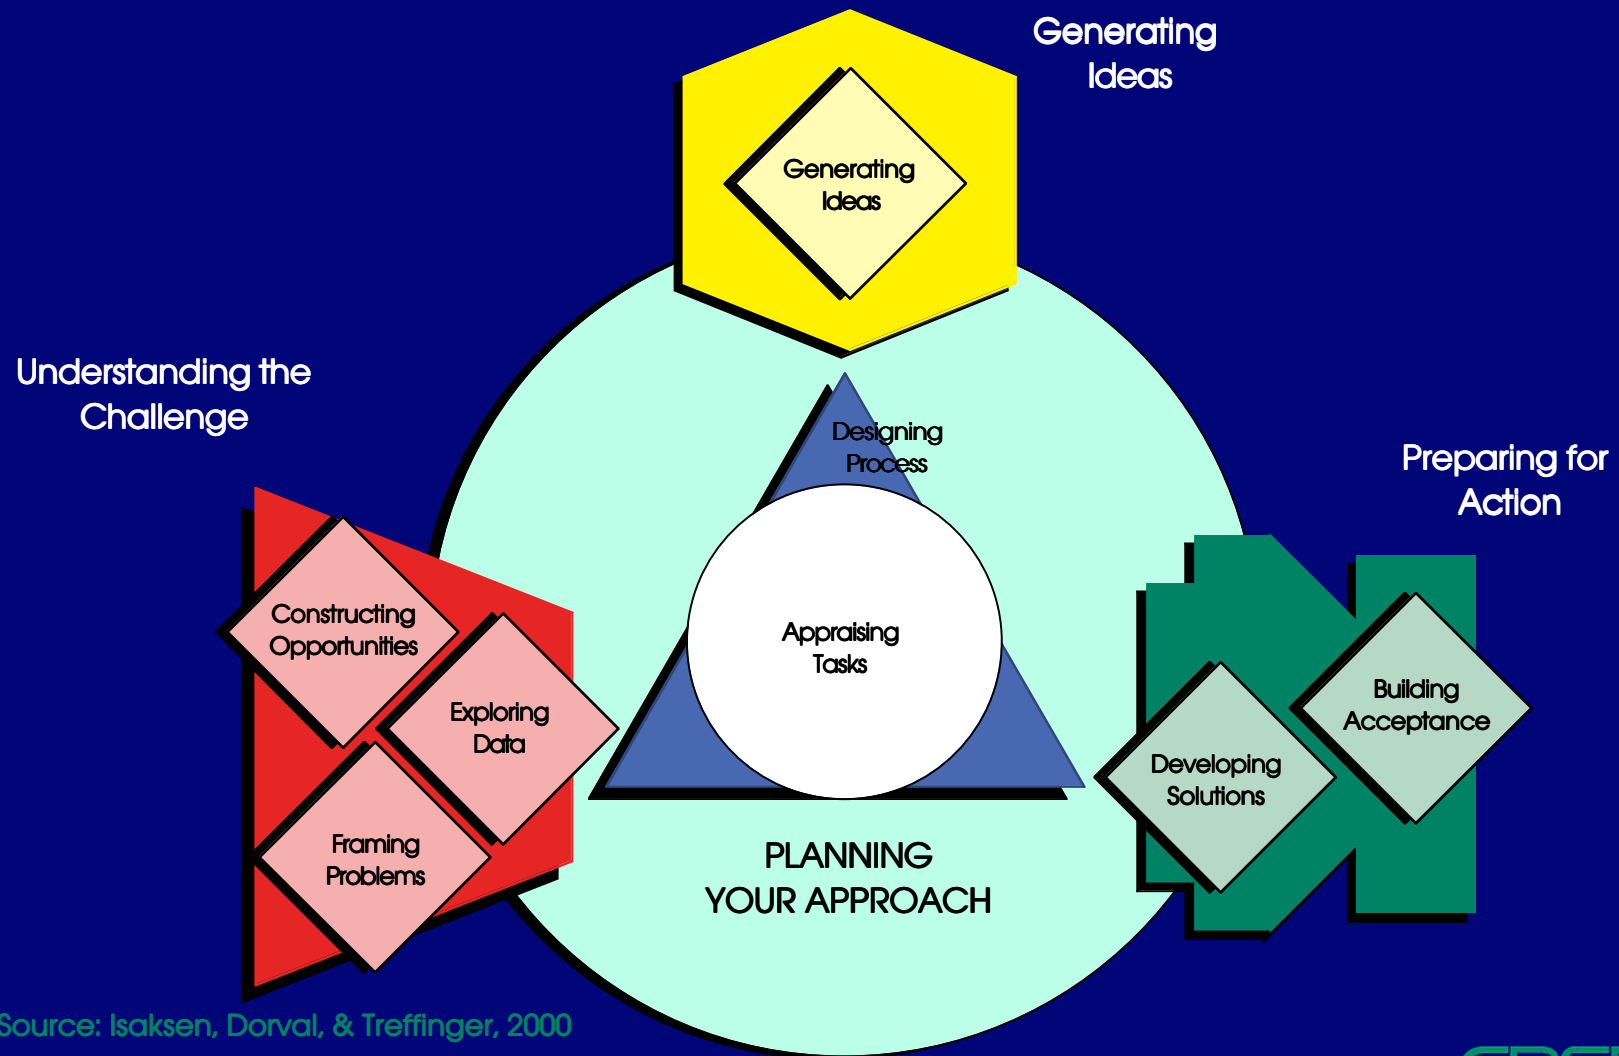 Generating
Ideas
Generating
Ideas
Understanding the
Challenge
Designing
Process
Preparing for
Action
Constructing
Opportunities
Appraising
Tasks
Exploring
Data
Building
Acceptance
Developing
Solutions
Framing
Problems
PLANNING
YOUR APPROACH
Source: Isaksen, Dorval, & Treffinger, 2000